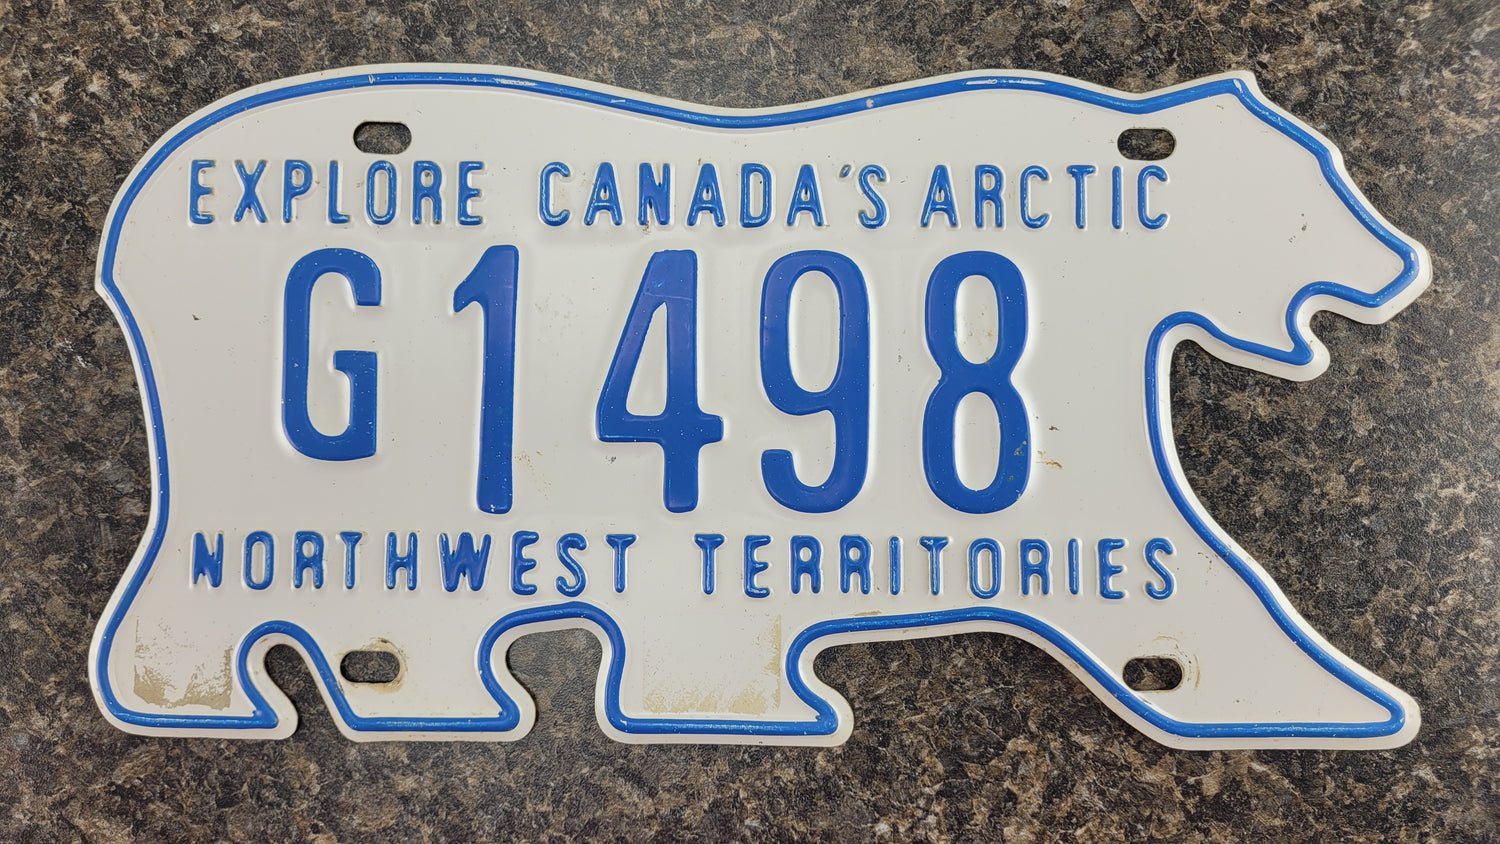 EXPLORE CANADA'S ARCTIC
G1498
NORTHWEST TERRITORIES